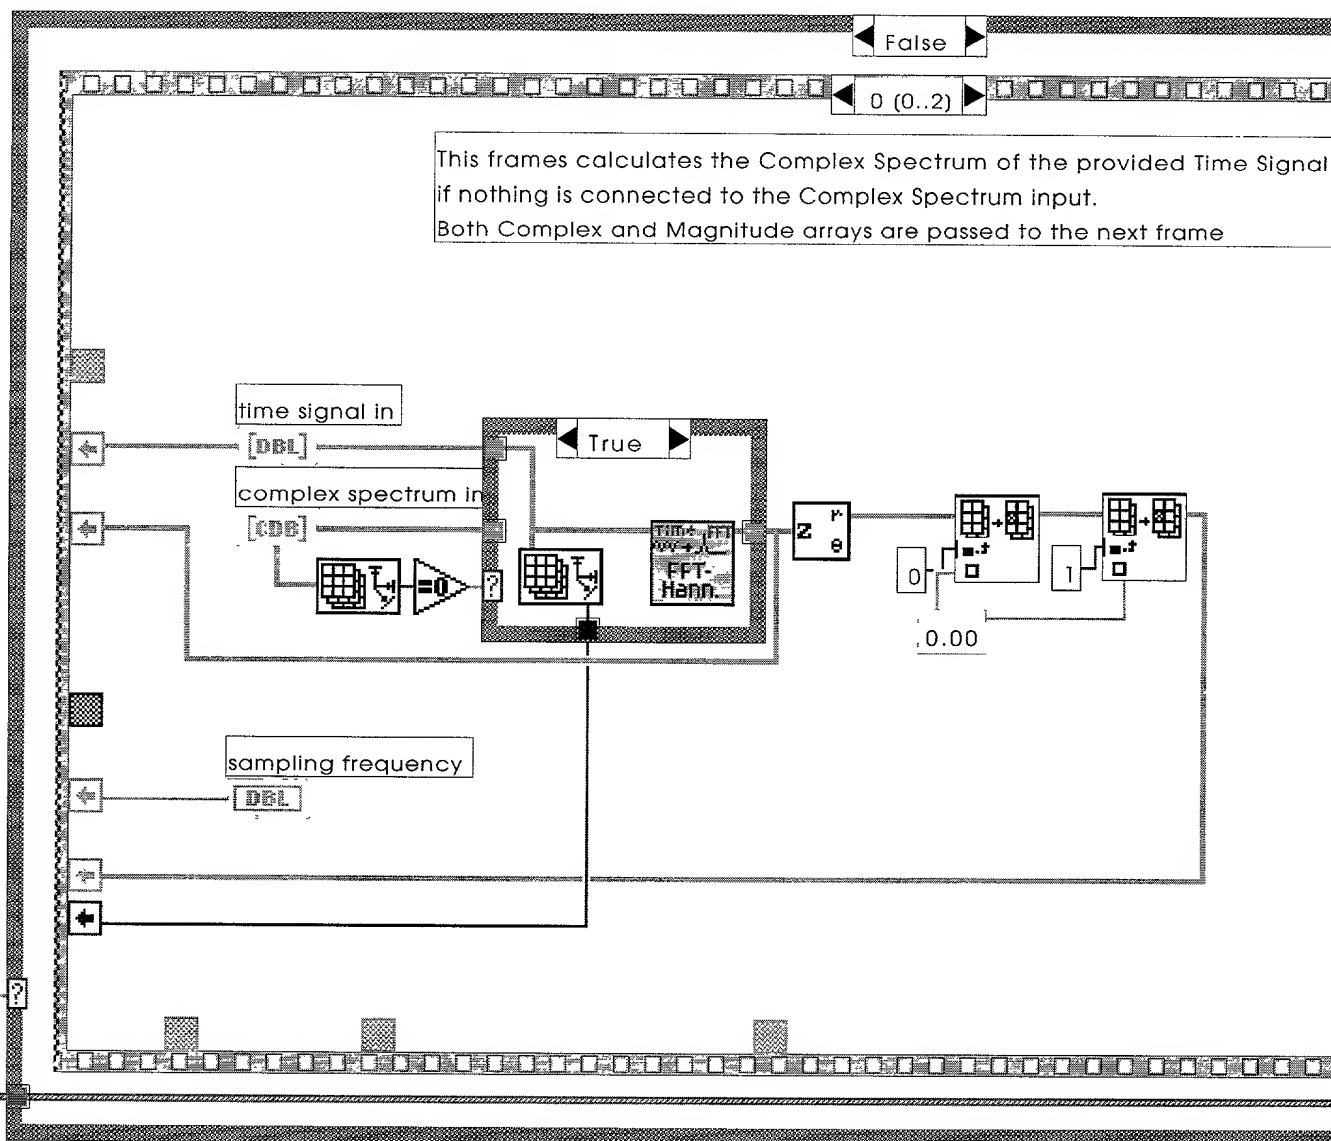 False
0 (0..2)
This frames calculates the Complex Spectrum of the provided Time Signal
if nothing is connected to the Complex Spectrum input.
Both Complex and Magnitude arrays are passed to the next frame
time signal in
[DBL]
True
complex spectrum in
[CDB]
=0
?
FFT-
Hann.
z
r
θ
0
1
0.00
sampling frequency
DBL
?